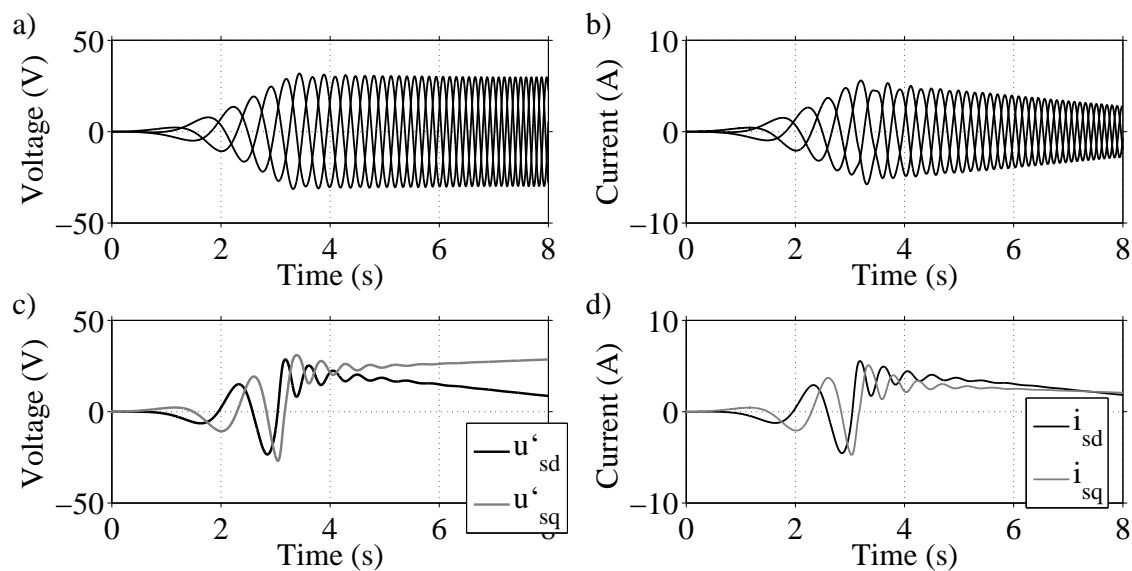 a)
Voltage (V)
50
0
−50
0 2 4 6 8
Time (s)
b)
Current (A)
10
0
−10
0 2 4 6 8
Time (s)
c)
Voltage (V)
50
0
−50
0 2 4 6 8
Time (s)
u‘sd
u‘sq
d)
Current (A)
10
0
−10
0 2 4 6 8
Time (s)
isd
isq